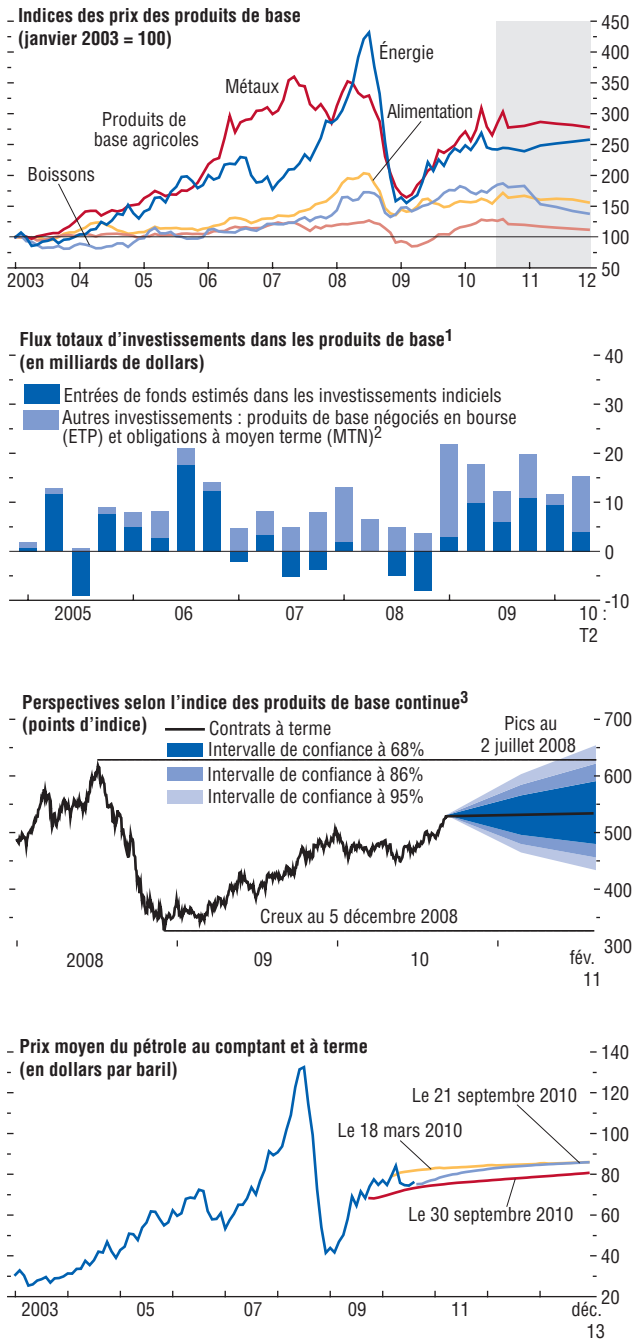 Indices des prix des produits de base
(janvier 2003 = 100)
Énergie
Métaux
Produits de
base agricoles
Alimentation
Boissons
450
400
350
300
250
200
150
100
50
2003 04 05 06 07 08 09 10 11 12
Flux totaux d'investissements dans les produits de base1
(en milliards de dollars)
Entrées de fonds estimés dans les investissements indiciels
Autres investissements : produits de base négociés en bourse
(ETP) et obligations à moyen terme (MTN)2
40
30
20
10
0
-10
2005 06 07 08 09 10 :
T2
Perspectives selon l'indice des produits de base continue3
(points d'indice)
Contrats à terme
Intervalle de confiance à 68%
Intervalle de confiance à 86%
Intervalle de confiance à 95%
Pics au
2 juillet 2008
Creux au 5 décembre 2008
700
600
500
400
300
2008 09 10 fév.
11
Prix moyen du pétrole au comptant et à terme
(en dollars par baril)
Le 21 septembre 2010
Le 18 mars 2010
Le 30 septembre 2010
140
120
100
80
60
40
20
2003 05 07 09 11 déc.
13